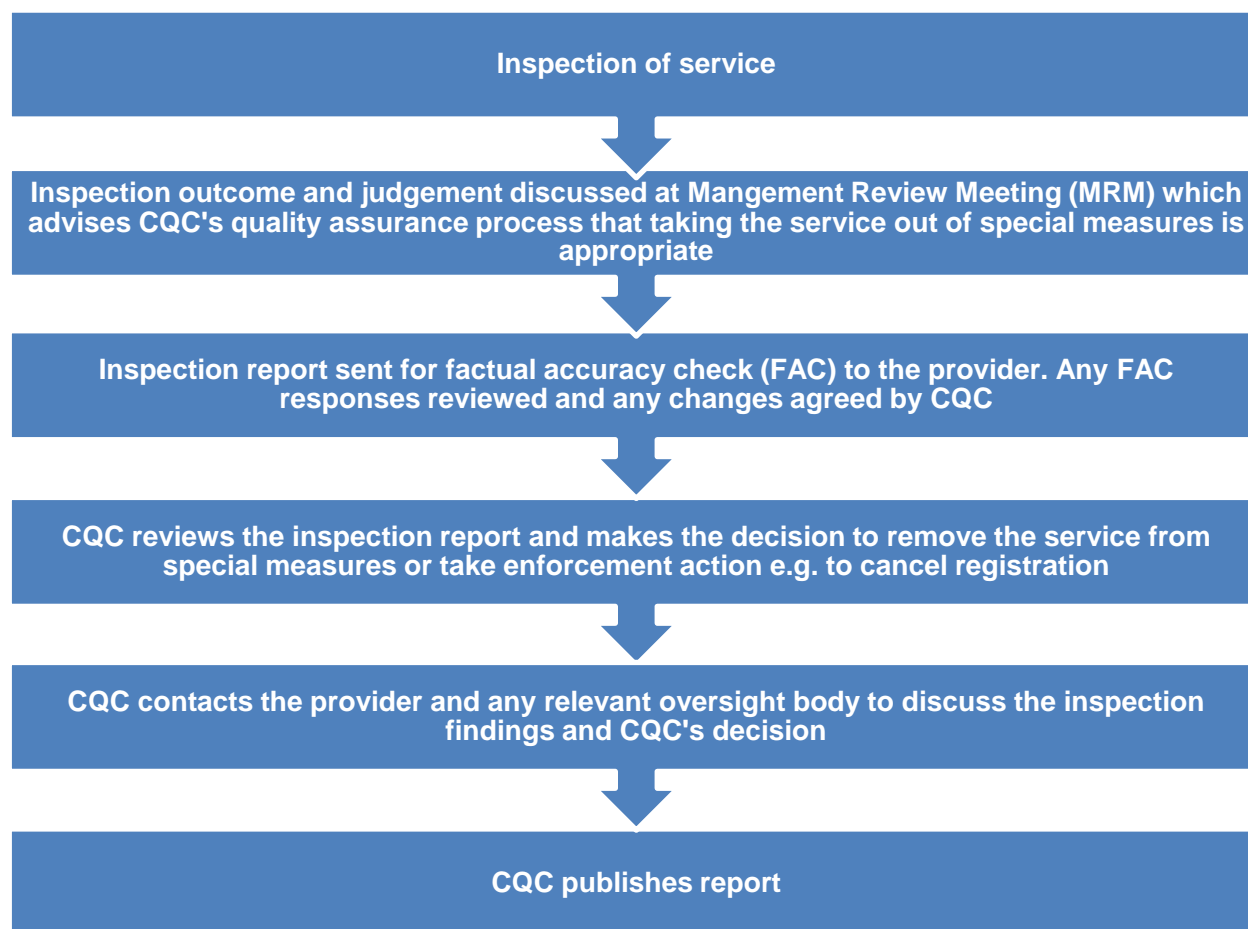 Inspection of service
Inspection outcome and judgement discussed at Mangement Review Meeting (MRM) which
advises CQC's quality assurance process that taking the service out of special measures is
appropriate
Inspection report sent for factual accuracy check (FAC) to the provider. Any FAC
responses reviewed and any changes agreed by CQC
CQC reviews the inspection report and makes the decision to remove the service from
special measures or take enforcement action e.g. to cancel registration
CQC contacts the provider and any relevant oversight body to discuss the inspection
findings and CQC's decision
CQC publishes report